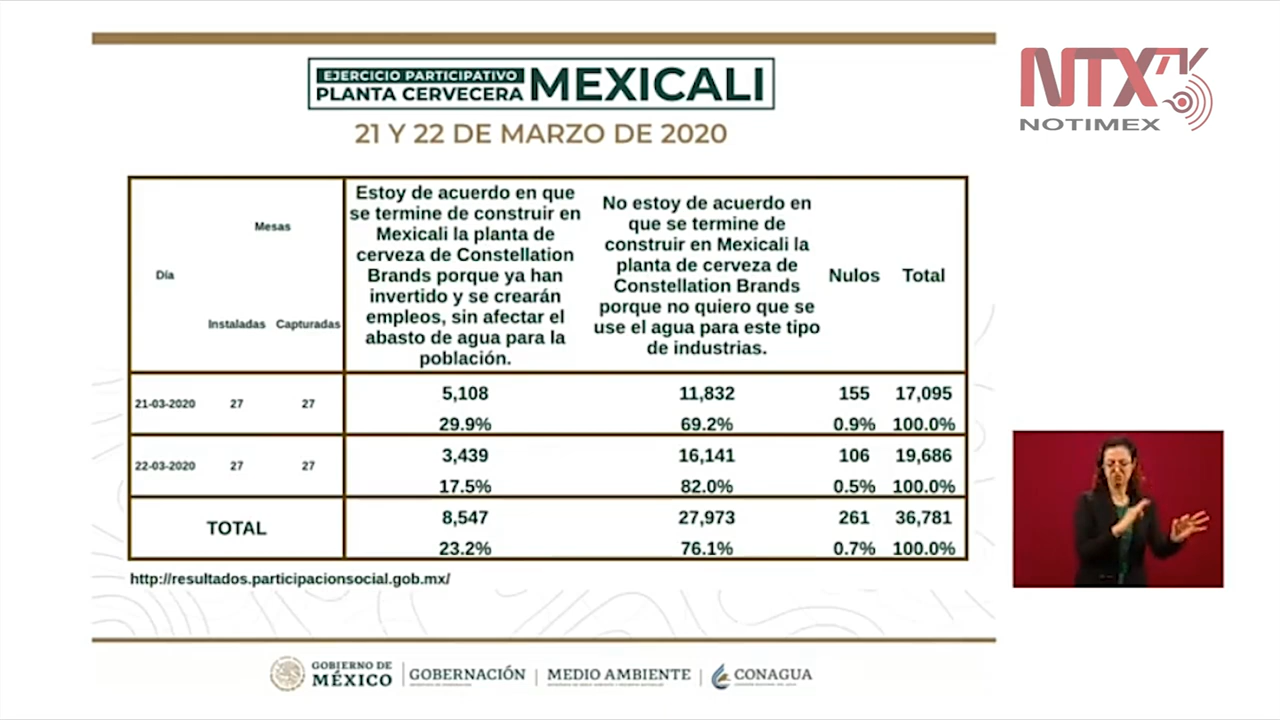 EJERCICIO PARTICIPATIVO
PLANTA CERVECERA
MEXICALI
21 Y 22 DE MARZO DE 2020
NTX TV
NOTIMEX
Día
Mesas
Instaladas Capturadas
Estoy de acuerdo en que
se termine de construir en
Mexicali la planta de
cerveza de Constellation
Brands porque ya han
invertido y se crearán
empleos, sin afectar el
abasto de agua para la
población.
No estoy de acuerdo en
que se termine de
construir en Mexicali la
planta de cerveza de
Constellation Brands
porque no quiero que se
use el agua para este tipo
de industrias.
Nulos
Total
21-03-2020 27 27
5,108 11,832 155 17,095
29.9% 69.2% 0.9% 100.0%
22-03-2020 27 27
3,439 16,141 106 19,686
17.5% 82.0% 0.5% 100.0%
TOTAL
8,547 27,973 261 36,781
23.2% 76.1% 0.7% 100.0%
http://resultados.participacionsocial.gob.mx/
GOBIERNO DE
MÉXICO
GOBERNACIÓN
MEDIO AMBIENTE
CONAGUA